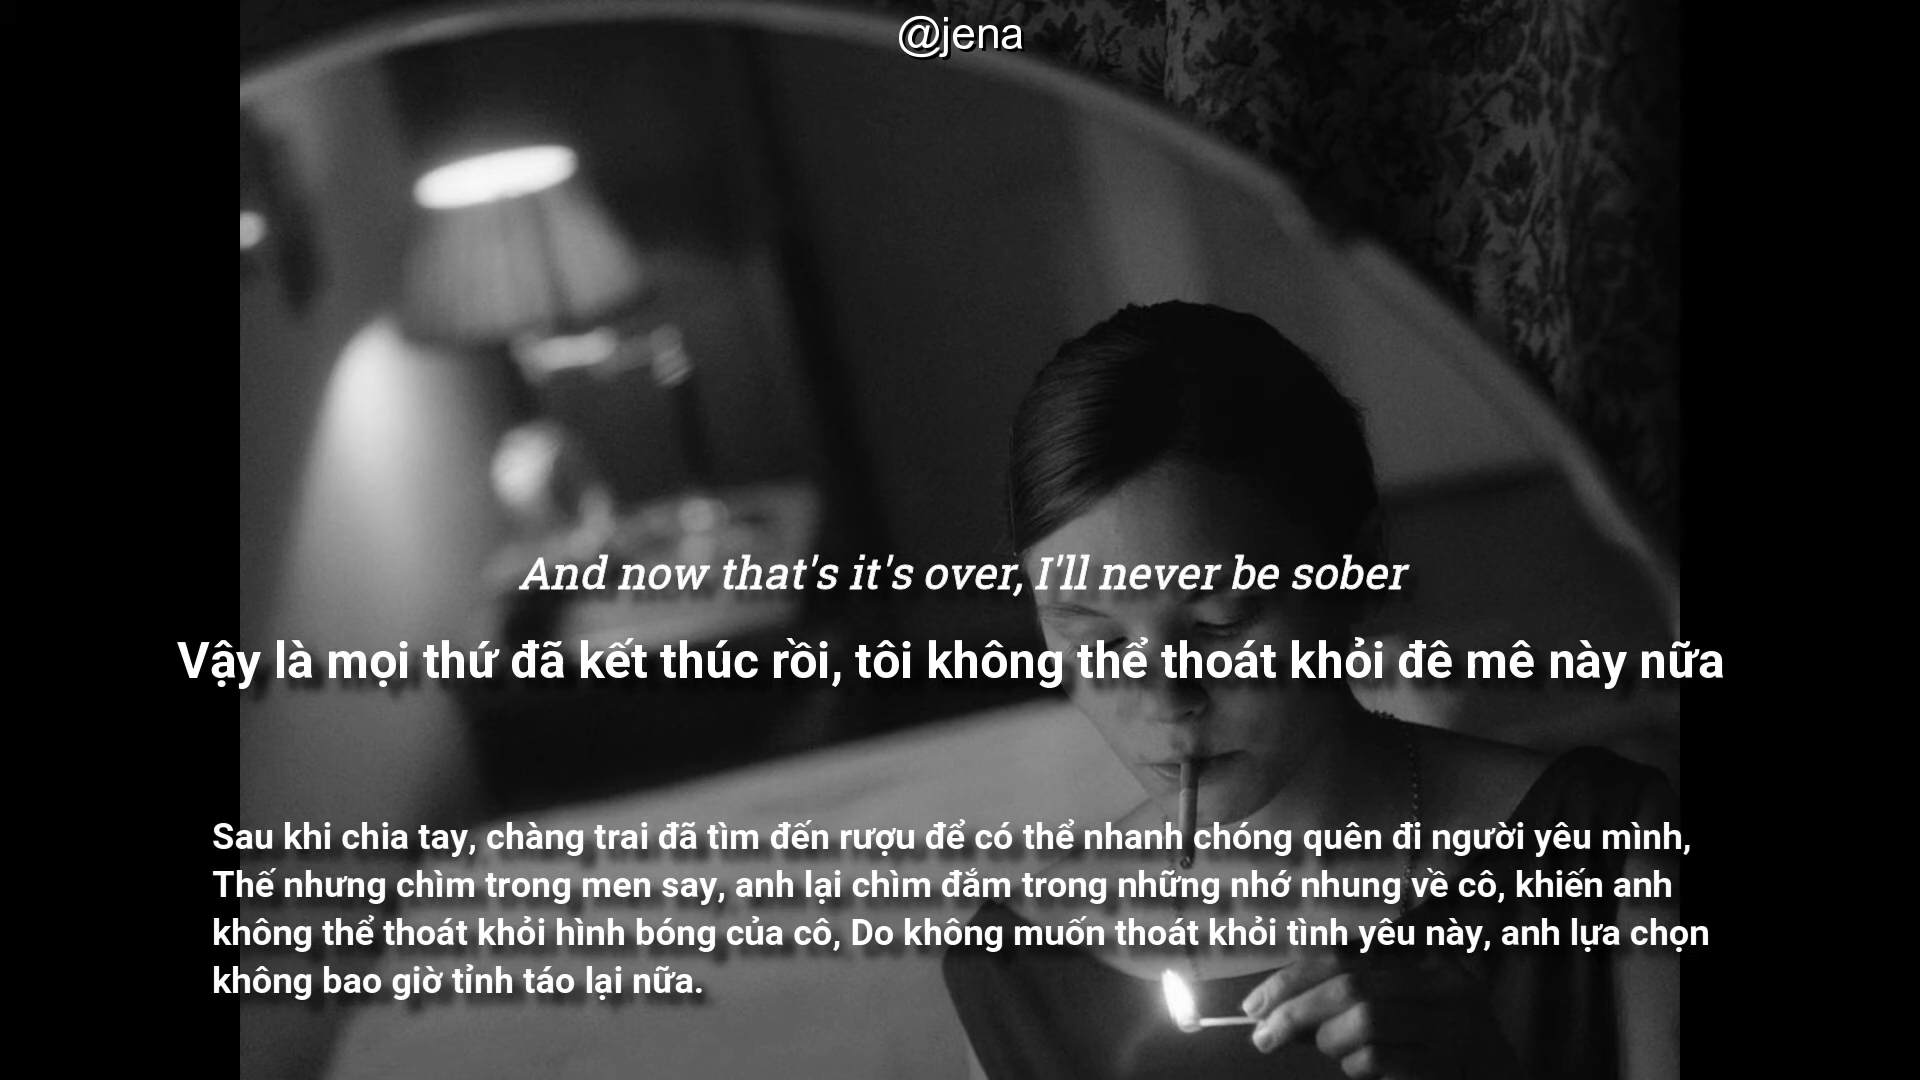 @jena
And now that's it's over, I'll never be sober
Vậy là mọi thứ đã kết thúc rồi, tôi không thể thoát khỏi đê mê này nữa
Sau khi chia tay, chàng trai đã tìm đến rượu để có thể nhanh chóng quên đi người yêu mình,
Thế nhưng chìm trong men say, anh lại chìm đắm trong những nhớ nhung về cô, khiến anh
không thể thoát khỏi hình bóng của cô, Do không muốn thoát khỏi tình yêu này, anh lựa chọn
không bao giờ tỉnh táo lại nữa.